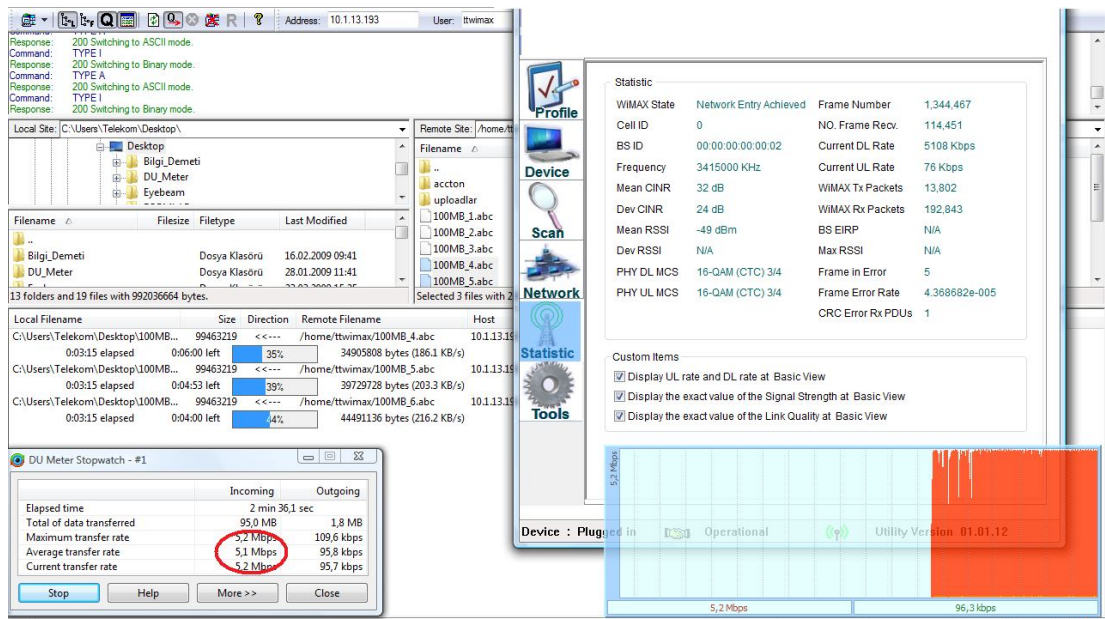 Address: 10.1.13.193 User: ttwimax
Response: 200 Switching to ASCII mode.
Command: TYPE I
Response: 200 Switching to Binary mode.
Command: TYPE A
Response: 200 Switching to ASCII mode.
Command: TYPE I
Response: 200 Switching to Binary mode.
Local Site: C:\Users\Telekom\Desktop\
Desktop
Bilgi_Demeti
DU_Meter
Eyebeam
Filename Filesize Filetype Last Modified
..
Bilgi_Demeti Dosya Klasörü 16.02.2009 09:41
DU_Meter Dosya Klasörü 28.01.2009 11:41
13 folders and 19 files with 992036664 bytes.
Remote Site: /home/tt
Filename
..
accton
uploadlar
100MB_1.abc
100MB_2.abc
100MB_3.abc
100MB_4.abc
100MB_5.abc
Selected 3 files with 2
Local Filename Size Direction Remote Filename Host
C:\Users\Telekom\Desktop\100MB... 99463219 <<--- /home/ttwimax/100MB_4.abc 10.1.13.19
0:03:15 elapsed 0:06:00 left 35% 34905808 bytes (186.1 KB/s)
C:\Users\Telekom\Desktop\100MB... 99463219 <<--- /home/ttwimax/100MB_5.abc 10.1.13.19
0:03:15 elapsed 0:04:53 left 39% 39729728 bytes (203.3 KB/s)
C:\Users\Telekom\Desktop\100MB... 99463219 <<--- /home/ttwimax/100MB_6.abc 10.1.13.19
0:03:15 elapsed 0:04:00 left 44% 44491136 bytes (216.2 KB/s)
DU Meter Stopwatch - #1
Incoming Outgoing
Elapsed time 2 min 36,1 sec
Total of data transferred 95,0 MB 1,8 MB
Maximum transfer rate 5,2 Mbps 109,6 kbps
Average transfer rate 5,1 Mbps 95,8 kbps
Current transfer rate 5,2 Mbps 95,7 kbps
Stop Help More >> Close
Profile
Device
Scan
Network
Statistic
Tools
Statistic
WiMAX State Network Entry Achieved Frame Number 1,344,467
Cell ID 0 NO. Frame Recv. 114,451
BS ID 00:00:00:00:00:02 Current DL Rate 5108 Kbps
Frequency 3415000 KHz Current UL Rate 76 Kbps
Mean CINR 32 dB WiMAX Tx Packets 13,802
Dev CINR 24 dB WiMAX Rx Packets 192,843
Mean RSSI -49 dBm BS EIRP N/A
Dev RSSI N/A Max RSSI N/A
PHY DL MCS 16-QAM (CTC) 3/4 Frame in Error 5
PHY UL MCS 16-QAM (CTC) 3/4 Frame Error Rate 4.368682e-005
CRC Error Rx PDUs 1
Custom Items
Display UL rate and DL rate at Basic View
Display the exact value of the Signal Strength at Basic View
Display the exact value of the Link Quality at Basic View
Device : Plugged in Operational Utility Version 01.01.12
5,2 Mbps
5,2 Mbps 96,3 kbps